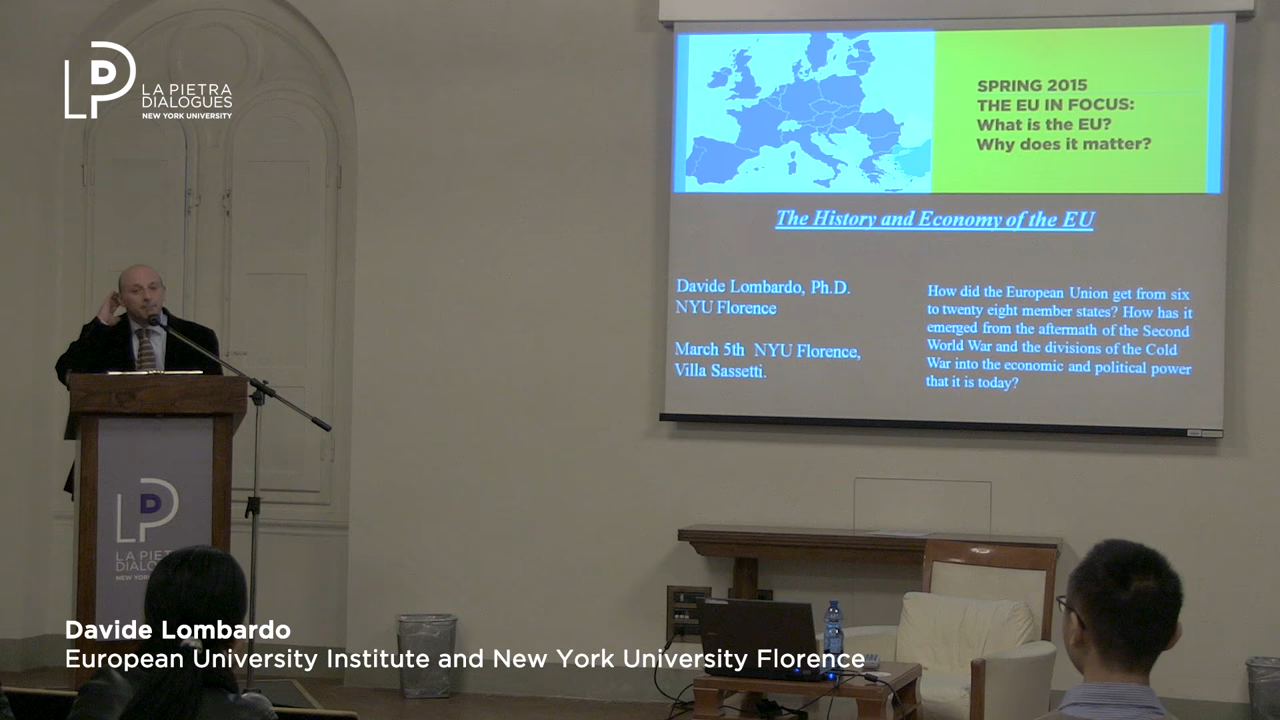 LA PIETRA
DIALOGUES
NEW YORK UNIVERSITY
SPRING 2015
THE EU IN FOCUS:
What is the EU?
Why does it matter?
The History and Economy of the EU
Davide Lombardo, Ph.D.
NYU Florence
March 5th NYU Florence,
Villa Sassetti.
How did the European Union get from six
to twenty eight member states? How has it
emerged from the aftermath of the Second
World War and the divisions of the Cold
War into the economic and political power
that it is today?
LA
DIALOG
NEW
Davide Lombardo
European University Institute and New York University Florence